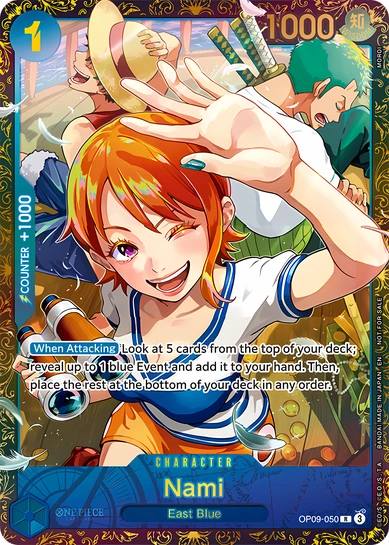 1
1000
知
COUNTER +1000
When Attacking Look at 5 cards from the top of your deck;
reveal up to 1 blue Event and add it to your hand. Then,
place the rest at the bottom of your deck in any order.
CHARACTER
Nami
East Blue
ONE PIECE
OP09-050 R 3